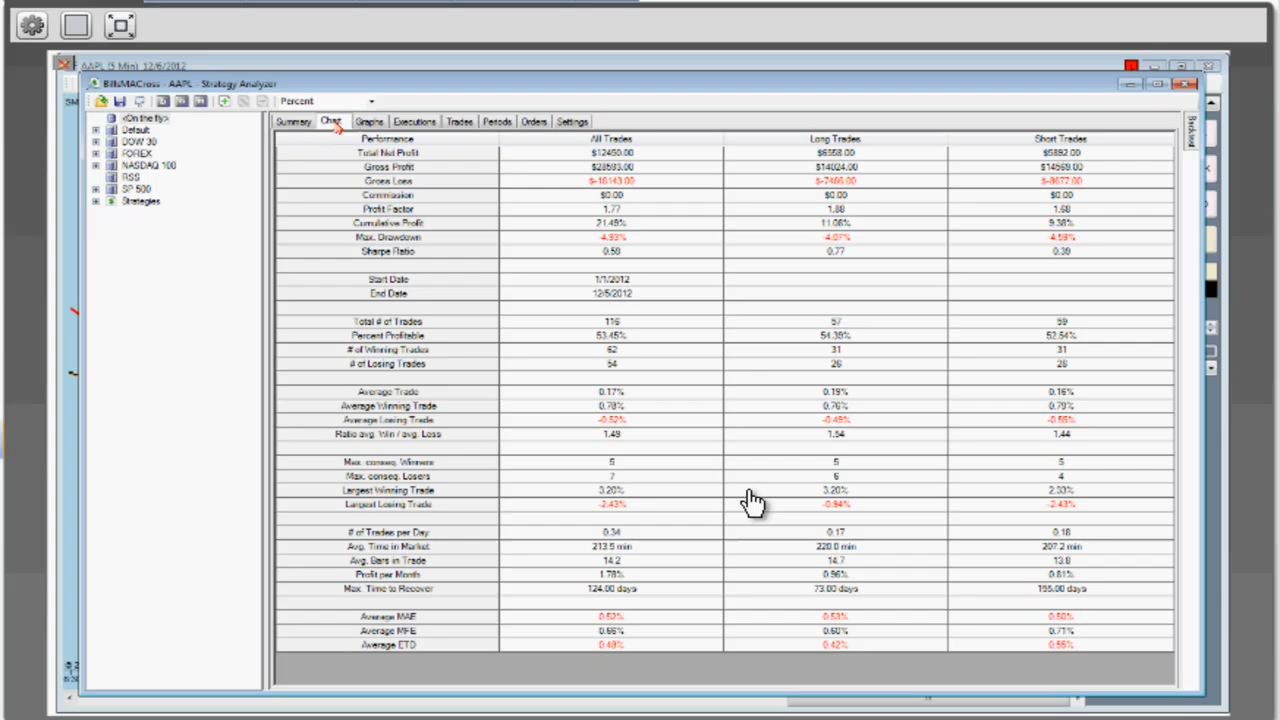 AAPL (5 Min) 12/6/2012
BillsMACross - AAPL - Strategy Analyzer
Percent
SM
<On the fly>
Default
DOW 30
FOREX
NASDAQ 100
RSS
SP 500
Strategies
Summary Chart Graphs Executions Trades Periods Orders Settings
Backtest
Performance All Trades Long Trades Short Trades
Total Net Profit $12450.00 $6558.00 $5892.00
Gross Profit $28593.00 $14024.00 $14569.00
Gross Loss $-16143.00 $-7466.00 $-8677.00
Commission $0.00 $0.00 $0.00
Profit Factor 1.77 1.88 1.68
Cumulative Profit 21.49% 11.08% 9.38%
Max. Drawdown -4.93% -4.07% -4.59%
Sharpe Ratio 0.59 0.77 0.39
Start Date 1/1/2012
End Date 12/5/2012
Total # of Trades 116 57 59
Percent Profitable 53.45% 54.39% 52.54%
# of Winning Trades 62 31 31
# of Losing Trades 54 26 28
Average Trade 0.17% 0.19% 0.16%
Average Winning Trade 0.78% 0.76% 0.79%
Average Losing Trade -0.52% -0.49% -0.55%
Ratio avg. Win / avg. Loss 1.49 1.54 1.44
Max. conseq. Winners 5 5 5
Max. conseq. Losers 7 6 4
Largest Winning Trade 3.20% 3.20% 2.33%
Largest Losing Trade -2.43% -0.94% -2.43%
# of Trades per Day 0.34 0.17 0.18
Avg. Time in Market 213.5 min 220.0 min 207.2 min
Avg. Bars in Trade 14.2 14.7 13.8
Profit per Month 1.78% 0.96% 0.81%
Max. Time to Recover 124.00 days 73.00 days 155.00 days
Average MAE 0.52% 0.53% 0.50%
Average MFE 0.66% 0.60% 0.71%
Average ETD 0.48% 0.42% 0.55%